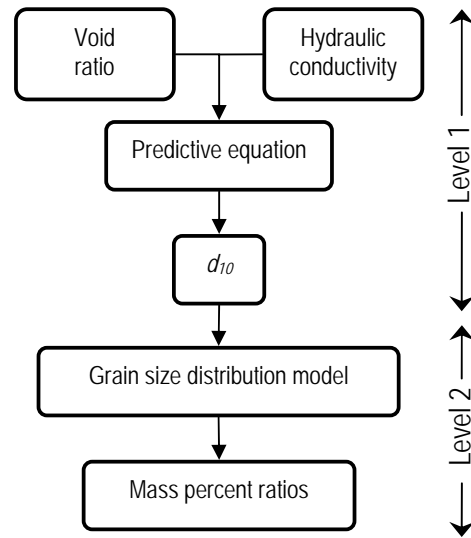 Void
ratio
Hydraulic
conductivity
Predictive equation
d10
Grain size distribution model
Mass percent ratios
Level 1
Level 2